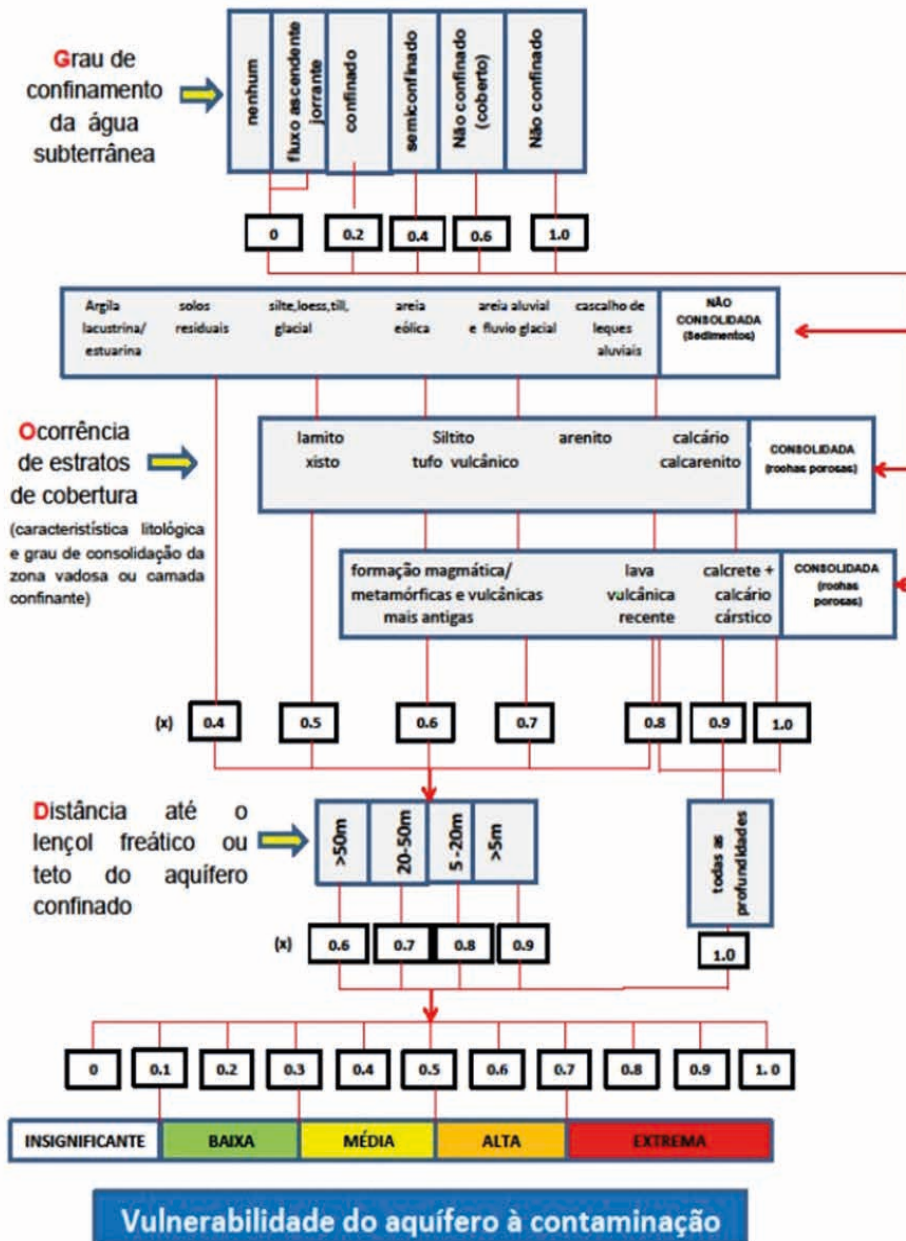 Grau de
confinamento
da água
subterrânea
nenhum
fluxo ascendente
jorrante
confinado
semiconfinado
Não confinado
(coberto)
Não confinado
0
0.2
0.4
0.6
1.0
Argila
lacustrina/
estuarina
solos
residuais
silte,loess,till,
glacial
areia
eólica
areia aluvial
e fluvio glacial
cascalho de
leques
aluviais
NÃO
CONSOLIDADA
(Sedimentos)
Ocorrência
de estratos
de cobertura
(caracteristística litológica
e grau de consolidação da
zona vadosa ou camada
confinante)
lamito
xisto
Siltito
tufo vulcânico
arenito
calcário
calcarenito
CONSOLIDADA
(roohas porosas)
formação magmática/
metamórficas e vulcânicas
mais antigas
lava
vulcânica
recente
calcrete +
calcário
cárstico
CONSOLIDADA
(roohas
porosas)
(x)
0.4
0.5
0.6
0.7
0.8
0.9
1.0
Distância até o
lençol freático ou
teto do aquífero
confinado
>50m
20-50m
5 -20m
>5m
todas as
profundidades
(x)
0.6
0.7
0.8
0.9
1.0
0
0.1
0.2
0.3
0.4
0.5
0.6
0.7
0.8
0.9
1. 0
INSIGNIFICANTE
BAIXA
MÉDIA
ALTA
EXTREMA
Vulnerabilidade do aquífero à contaminação